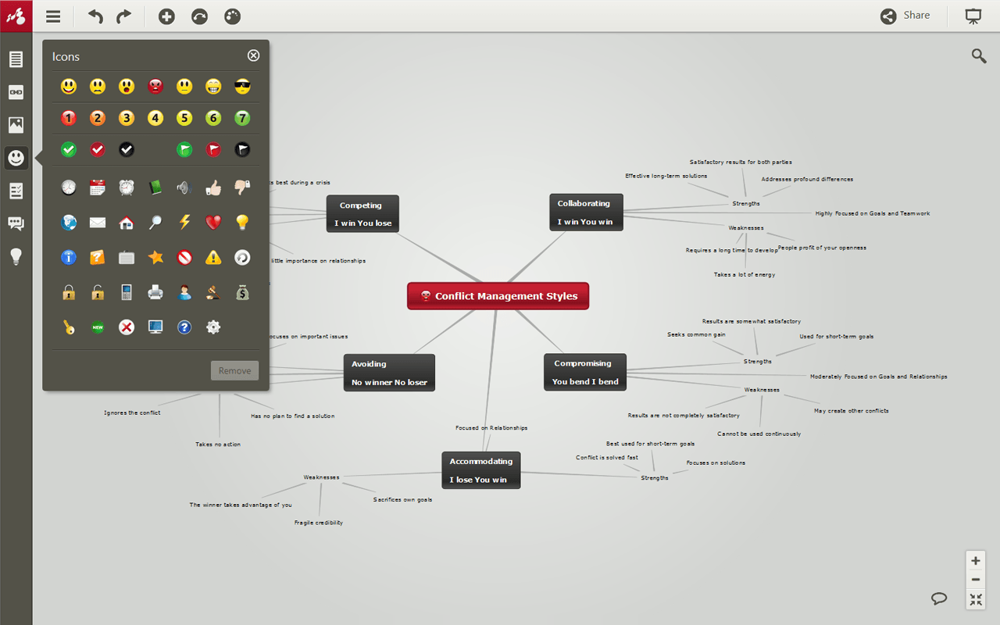 Share
Icons
1 2 3 4 5 6 7
NEW
Remove
best during a crisis
Competing
I win You lose
little importance on relationships
Collaborating
I win You win
Satisfactory results for both parties
Effective long-term solutions
Addresses profound differences
Strengths
Highly Focused on Goals and Teamwork
Weaknesses
Requires a long time to develop
People profit of your openness
Takes a lot of energy
Conflict Management Styles
on important issues
Avoiding
No winner No loser
Ignores the conflict
Has no plan to find a solution
Takes no action
Compromising
You bend I bend
Results are somewhat satisfactory
Seeks common gain
Used for short-term goals
Strengths
Moderately Focused on Goals and Relationships
Weaknesses
Results are not completely satisfactory
May create other conflicts
Cannot be used continuously
Focused on Relationships
Accommodating
I lose You win
Best used for short-term goals
Conflict is solved fast
Focuses on solutions
Strengths
Weaknesses
The winner takes advantage of you
Sacrifices own goals
Fragile credibility